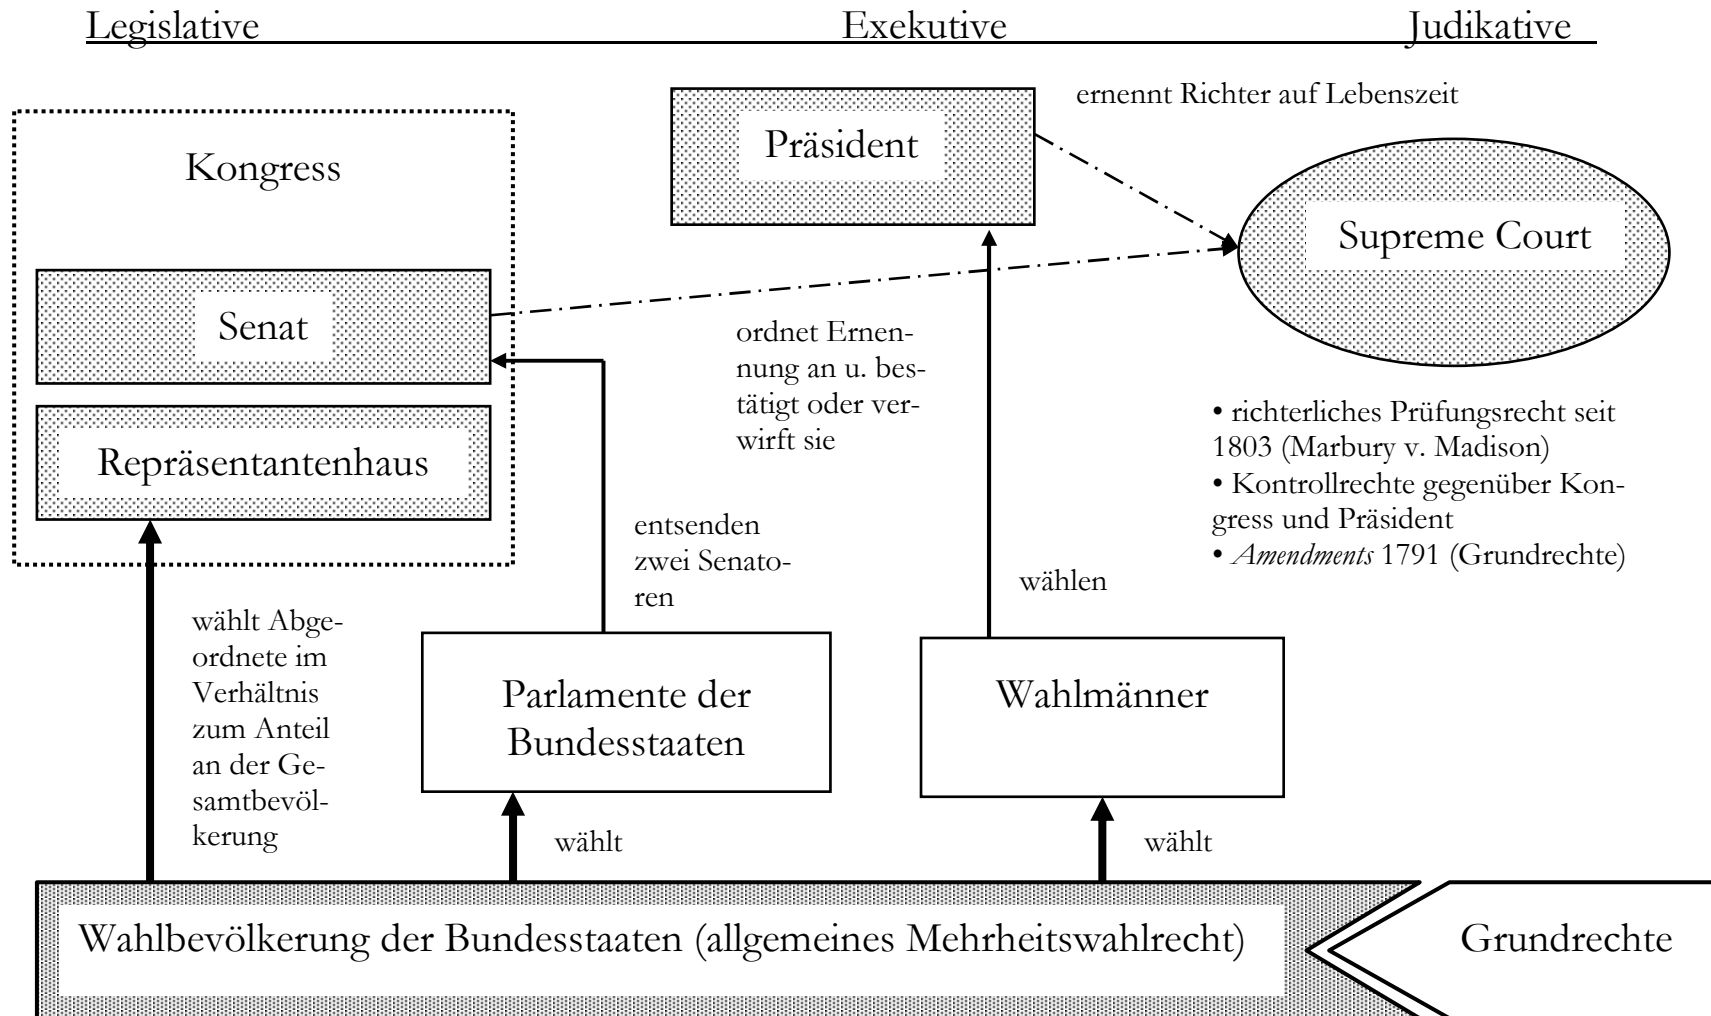 Legislative
Exekutive
Judikative
ernennt Richter auf Lebenszeit
Präsident
Kongress
Supreme Court
Senat
ordnet Ernen-
nung an u. bes-
tätigt oder ver-
wirft sie
• richterliches Prüfungsrecht seit
1803 (Marbury v. Madison)
• Kontrollrechte gegenüber Kon-
gress und Präsident
• Amendments 1791 (Grundrechte)
Repräsentantenhaus
entsenden
zwei Senato-
ren
wählen
wählt Abge-
ordnete im
Verhältnis
zum Anteil
an der Ge-
samtbevöl-
kerung
Parlamente der
Bundesstaaten
Wahlmänner
wählt
wählt
Wahlbevölkerung der Bundesstaaten (allgemeines Mehrheitswahlrecht)
Grundrechte